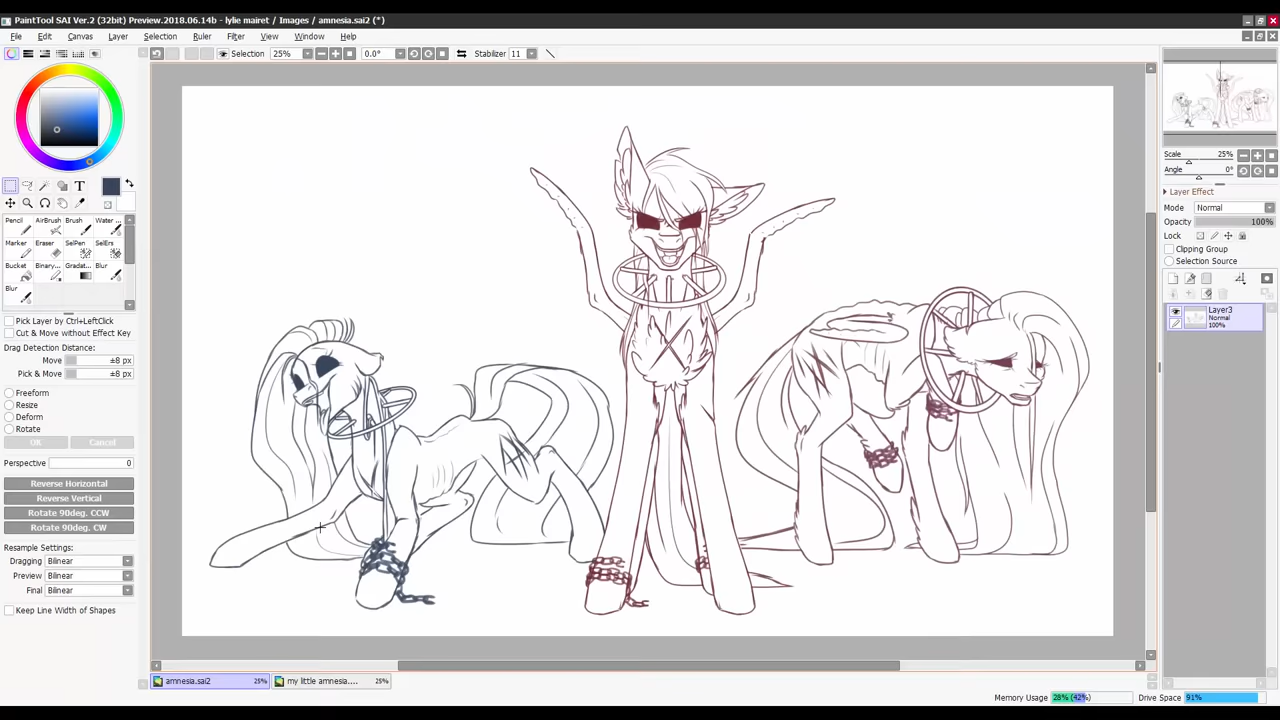 PaintTool SAI Ver.2 (32bit) Preview.2018.06.14b - lylie mairet / Images / amnesia.sai2 (*)
File Edit Canvas Layer Selection Ruler Filter View Window Help
Selection 25% 0.0° Stabilizer 11
T
Pencil AirBrush Brush Water ...
Marker Eraser SelPen SelErs
Bucket Binary... Gradat... Blur
Blur
Pick Layer by Ctrl+LeftClick
Cut & Move without Effect Key
Drag Detection Distance:
Move ±8 px
Pick & Move ±8 px
Freeform
Resize
Deform
Rotate
OK Cancel
Perspective 0
Reverse Horizontal
Reverse Vertical
Rotate 90deg. CCW
Rotate 90deg. CW
Resample Settings:
Dragging Bilinear
Preview Bilinear
Final Bilinear
Keep Line Width of Shapes
Scale 25%
Angle 0°
Layer Effect
Mode Normal
Opacity 100%
Lock
Clipping Group
Selection Source
Layer3
Normal
100%
amnesia.sai2 25% my little amnesia.... 25%
Memory Usage 28% (42%) Drive Space 91%